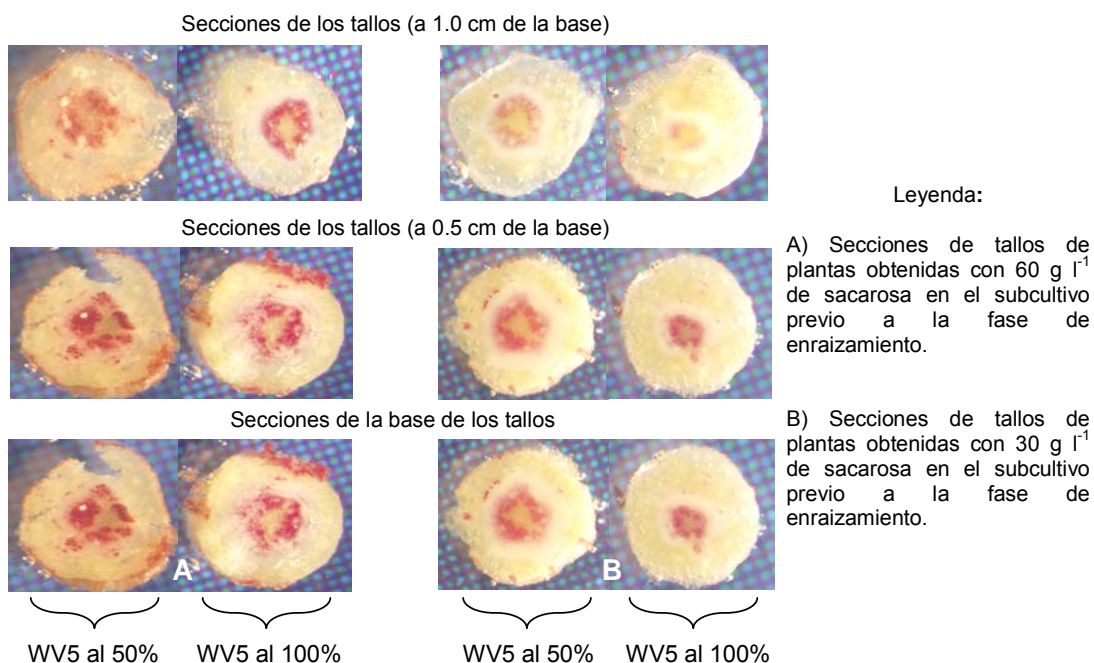 Secciones de los tallos (a 1.0 cm de la base)
Secciones de los tallos (a 0.5 cm de la base)
Secciones de la base de los tallos
A
B
WV5 al 50%
WV5 al 100%
WV5 al 50%
WV5 al 100%
Leyenda:
A) Secciones de tallos de
plantas obtenidas con 60 g l-1
de sacarosa en el subcultivo
previo a la fase de
enraizamiento.
B) Secciones de tallos de
plantas obtenidas con 30 g l-1
de sacarosa en el subcultivo
previo a la fase de
enraizamiento.